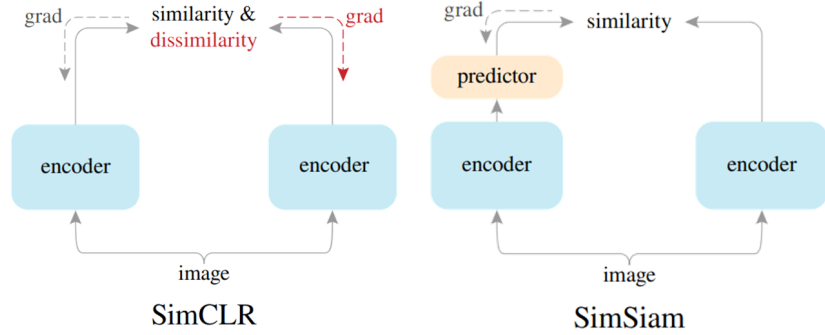 grad
similarity &
dissimilarity
grad
encoder
encoder
image
SimCLR
grad
similarity
predictor
encoder
encoder
image
SimSiam